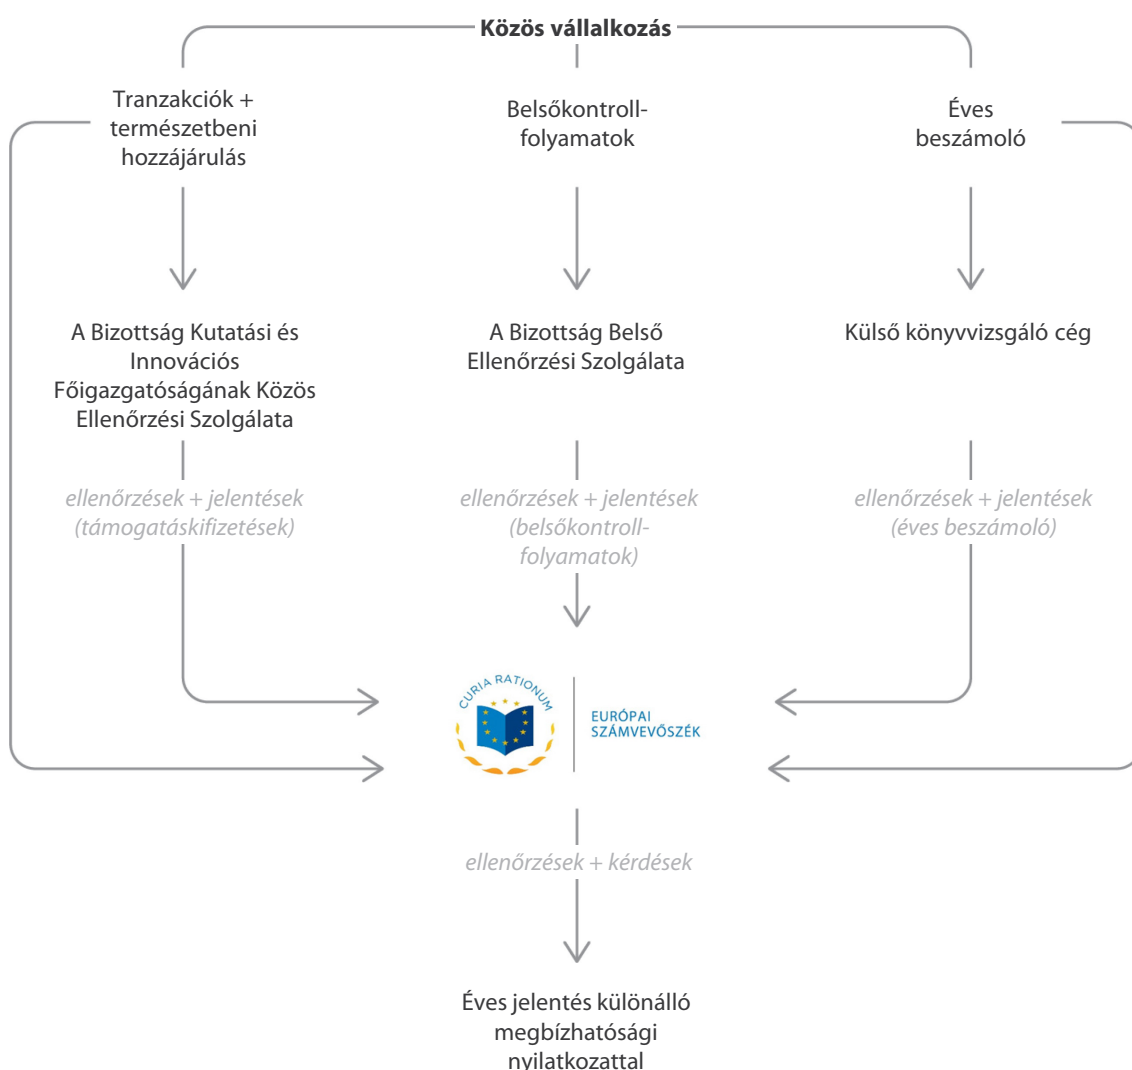 Közös vállalkozás
Tranzakciók +
természetbeni
hozzájárulás
Belsőkontroll-
folyamatok
Éves
beszámoló
A Bizottság Kutatási és
Innovációs
Főigazgatóságának Közös
Ellenőrzési Szolgálata
A Bizottság Belső
Ellenőrzési Szolgálata
Külső könyvvizsgáló cég
ellenőrzések + jelentések
(támogatáskifizetések)
ellenőrzések + jelentések
(belsőkontroll-
folyamatok)
ellenőrzések + jelentések
(éves beszámoló)
CURIA RATIONUM
EURÓPAI
SZÁMVEVŐSZÉK
ellenőrzések + kérdések
Éves jelentés különálló
megbízhatósági
nyilatkozattal